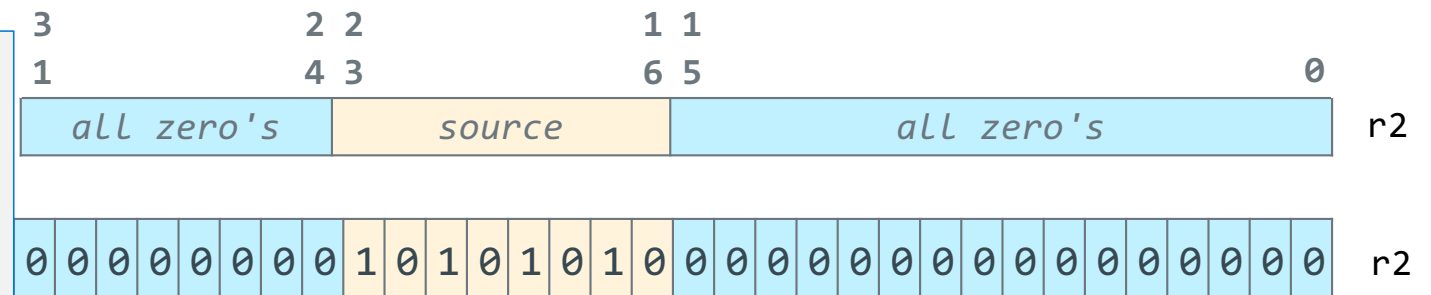 3 2 2 1 1
1 4 3 6 5 0
all zero's source all zero's r2
0 0 0 0 0 0 0 0 1 0 1 0 1 0 1 0 0 0 0 0 0 0 0 0 0 0 0 0 0 0 0 0 r2